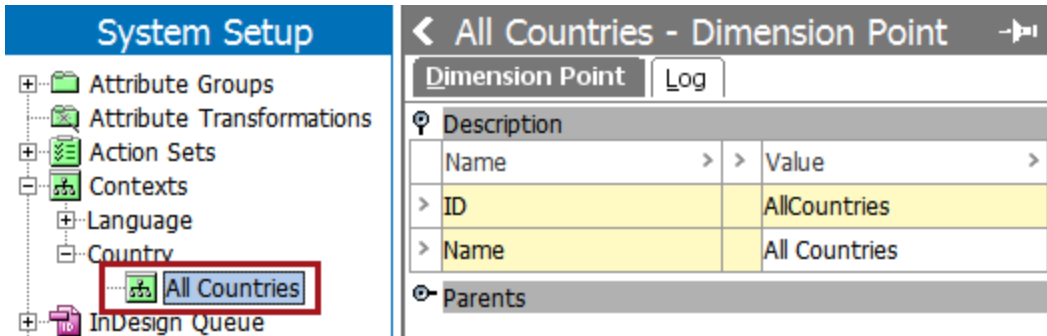 System Setup
Attribute Groups
Attribute Transformations
Action Sets
Contexts
Language
Country
All Countries
InDesign Queue
All Countries - Dimension Point
Dimension Point Log
Description
Name > > Value >
> ID AllCountries
> Name All Countries
Parents